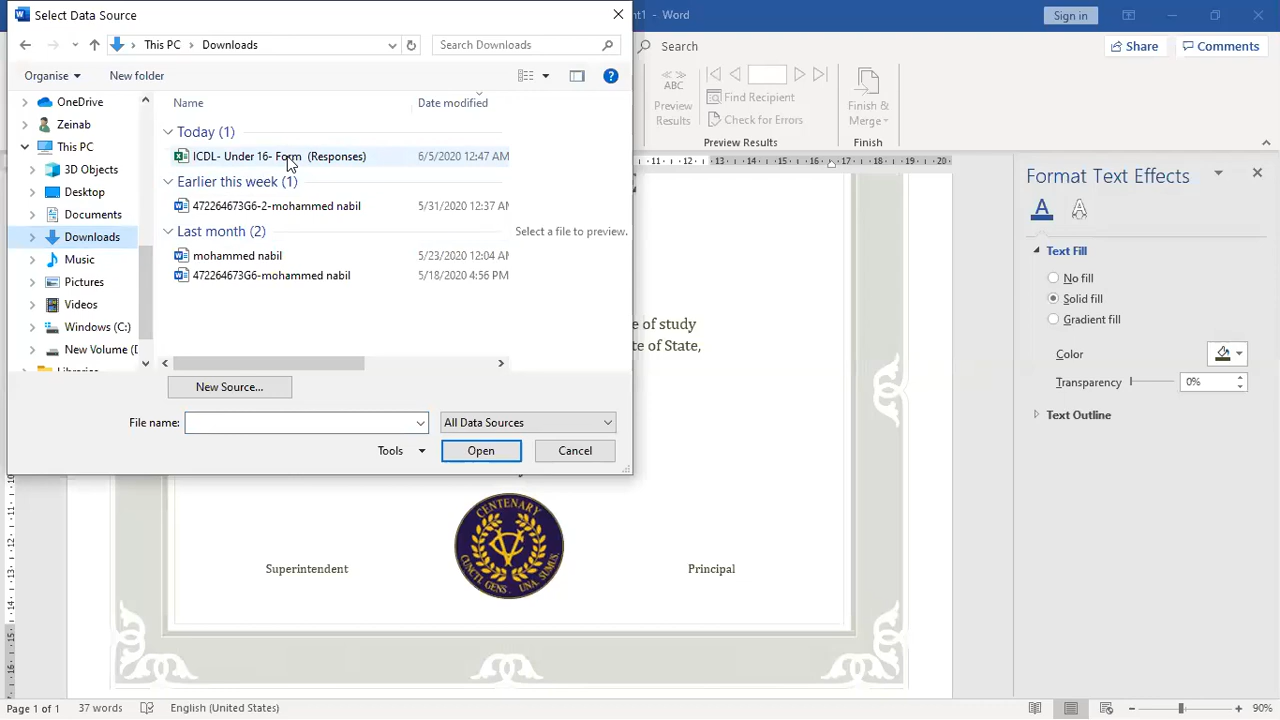 Select Data Source
t1 - Word
Sign in
This PC
Downloads
Search Downloads
Search
Share
Comments
Organise
New folder
Preview
Results
Find Recipient
Check for Errors
Preview Results
Finish &
Merge
Finish
OneDrive
Zeinab
This PC
3D Objects
Desktop
Documents
Downloads
Music
Pictures
Videos
Windows (C:)
New Volume (D
Name
Date modified
Today (1)
ICDL- Under 16- Form (Responses)
6/5/2020 12:47 AM
Earlier this week (1)
472264673G6-2-mohammed nabil
5/31/2020 12:37 AM
Last month (2)
mohammed nabil
5/23/2020 12:04 AM
472264673G6-mohammed nabil
5/18/2020 4:56 PM
Select a file to preview.
New Source...
File name:
All Data Sources
Tools
Open
Cancel
e of study
te of State,
CENTENARY
CUNCTI. GENS. UNA. SUMUS.
Superintendent
Principal
Format Text Effects
Text Fill
No fill
Solid fill
Gradient fill
Color
Transparency
0%
Text Outline
Page 1 of 1
37 words
English (United States)
90%